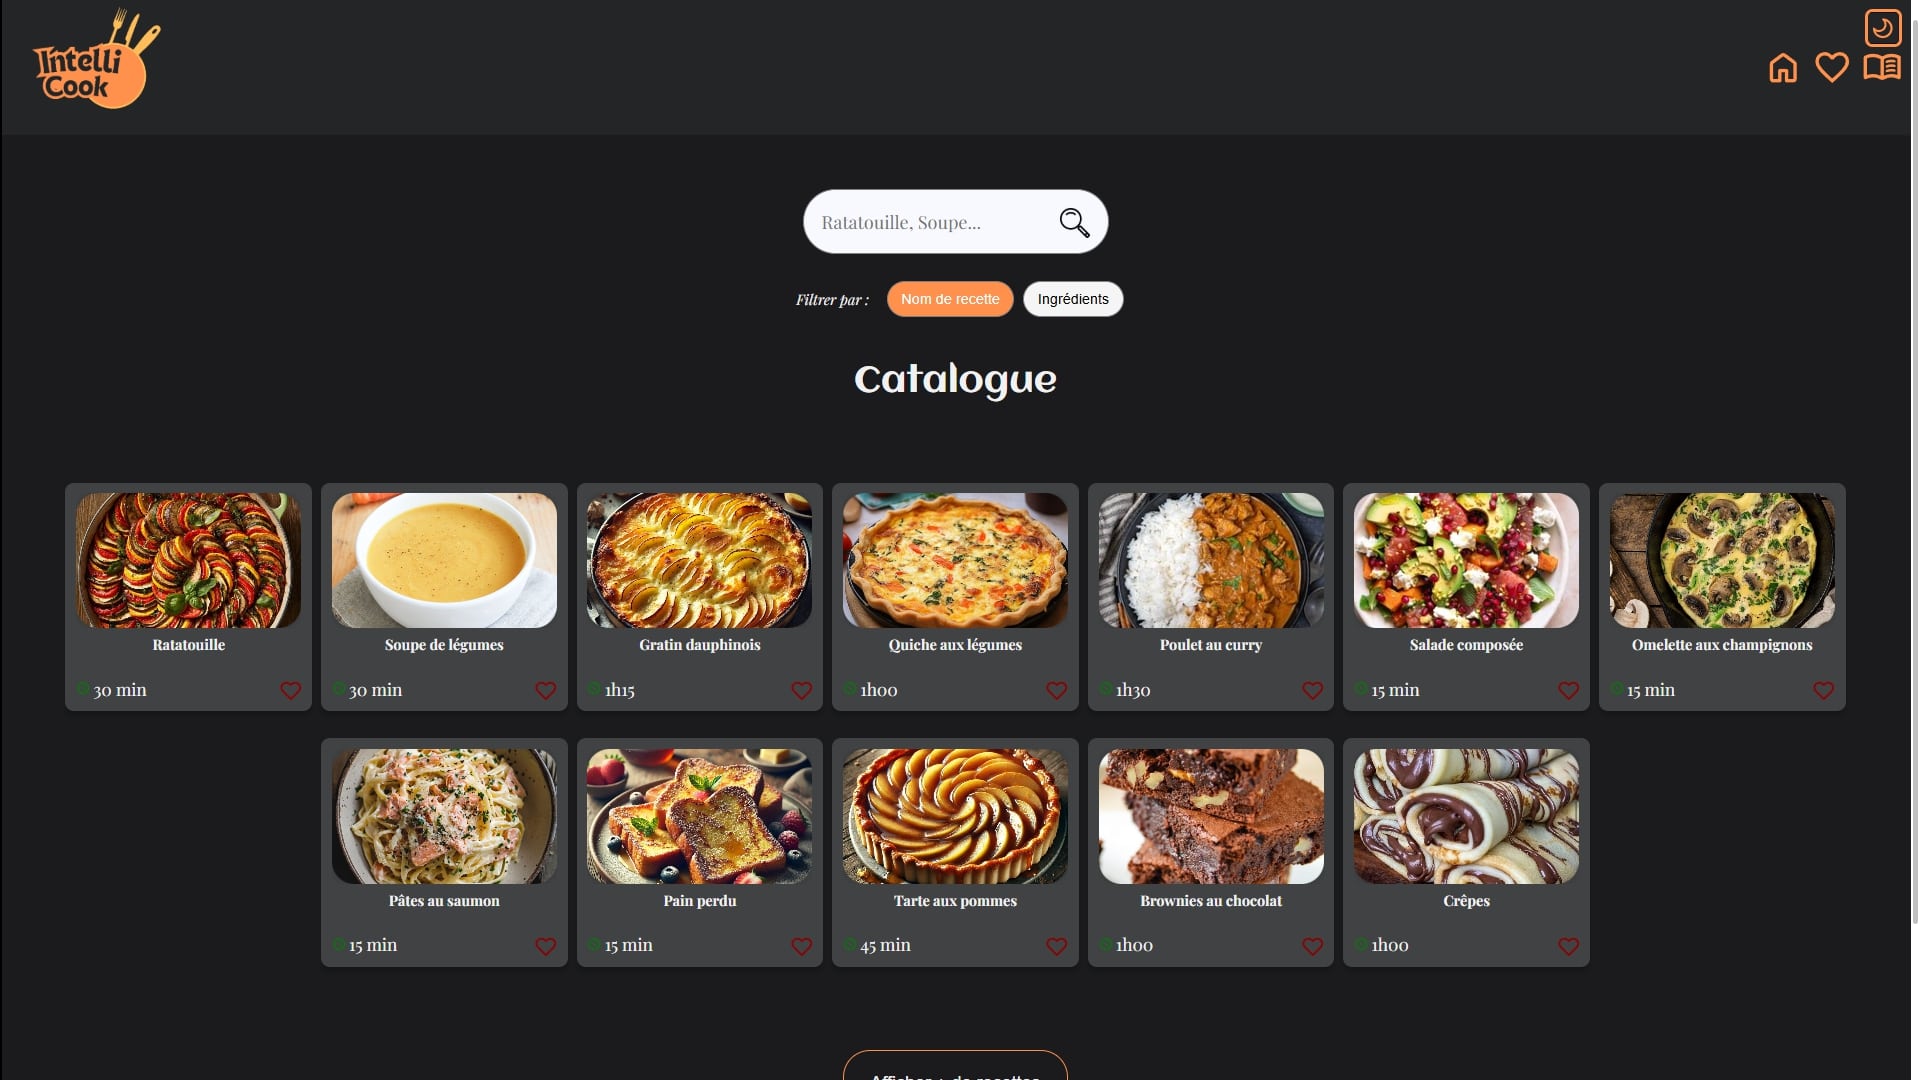 Intelli
Cook
Ratatouille, Soupe...
Filtrer par :
Nom de recette
Ingrédients
Catalogue
Ratatouille
Soupe de légumes
Gratin dauphinois
Quiche aux légumes
Poulet au curry
Salade composée
Omelette aux champignons
30 min
30 min
1h15
1h00
1h30
15 min
15 min
Pâtes au saumon
Pain perdu
Tarte aux pommes
Brownies au chocolat
Crêpes
15 min
15 min
45 min
1h00
1h00
Afficher + de recettes